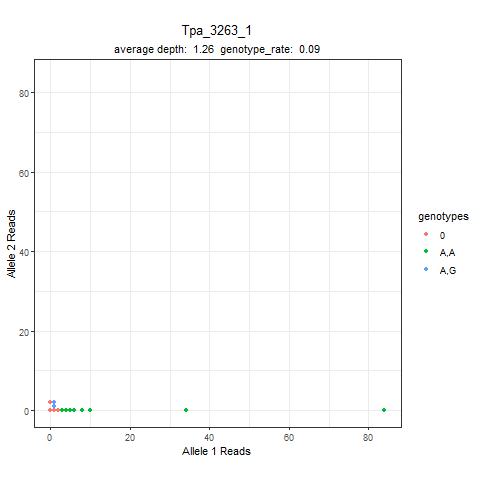 Tpa_3263_1
average depth:  1.26  genotype_rate:  0.09
80
60
40
20
0
Allele 2 Reads
0
20
40
60
80
Allele 1 Reads
genotypes
0
A,A
A,G